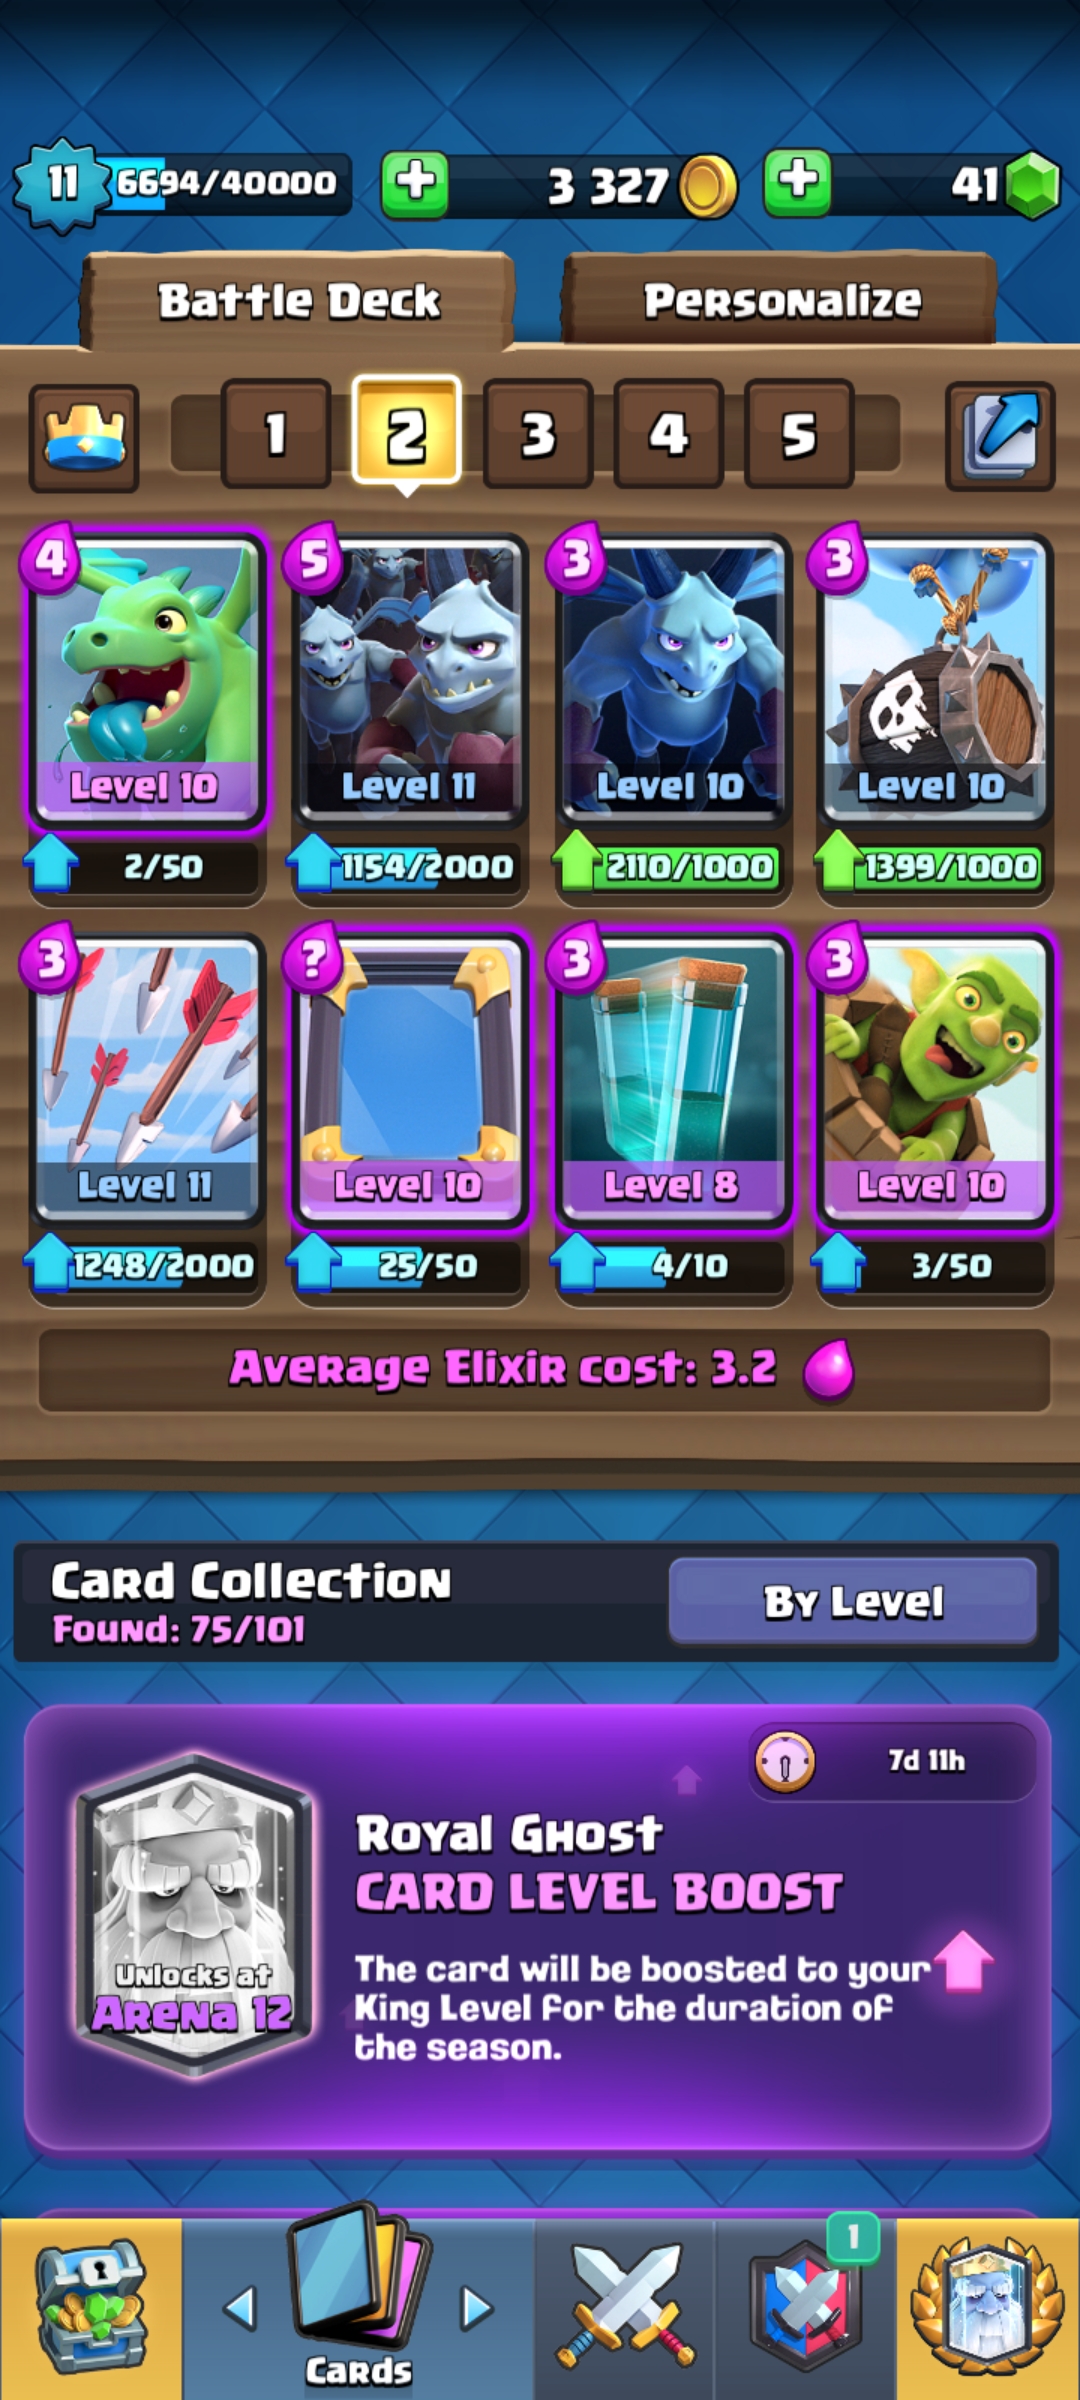 11 6694/40000 3 327 41
Battle Deck Personalize
1 2 3 4 5
4 5 3 3
Level 10 Level 11 Level 10 Level 10
2/50 1154/2000 2110/1000 1399/1000
3 ? 3 3
Level 11 Level 10 Level 8 Level 10
1248/2000 25/50 4/10 3/50
Average Elixir cost: 3.2
Card Collection
Found: 75/101
By Level
7d 11h
Royal Ghost
CARD LEVEL BOOST
The card will be boosted to your
King Level for the duration of
the season.
Unlocks at
Arena 12
1
Cards